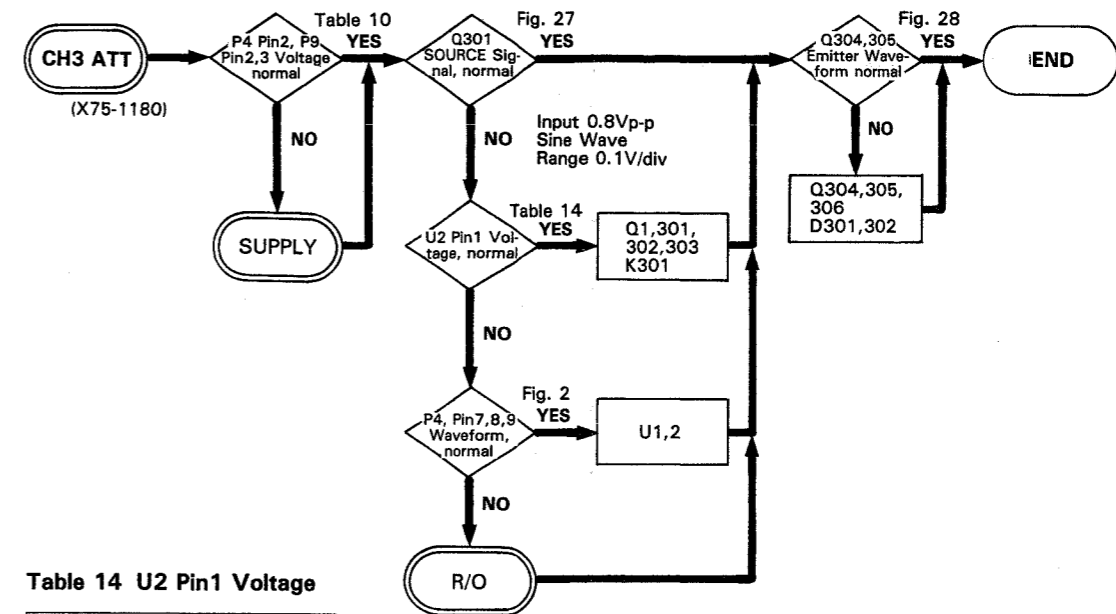 CH3 ATT
(X75-1180)
P4 Pin2, P9
Pin2,3 Voltage
normal
Table 10
YES
NO
SUPPLY
Q301
SOURCE Sig-
nal, normal
Fig. 27
YES
NO
Input 0.8Vp-p
Sine Wave
Range 0.1V/div
U2 Pin1 Vol-
tage, normal
Table 14
YES
Q1,301,
302,303
K301
NO
P4, Pin7,8,9
Waveform,
normal
Fig. 2
YES
U1,2
NO
R/O
Q304,305
Emitter Wave-
form normal
Fig. 28
YES
NO
Q304,305,
306
D301,302
END
Table 14 U2 Pin1 Voltage